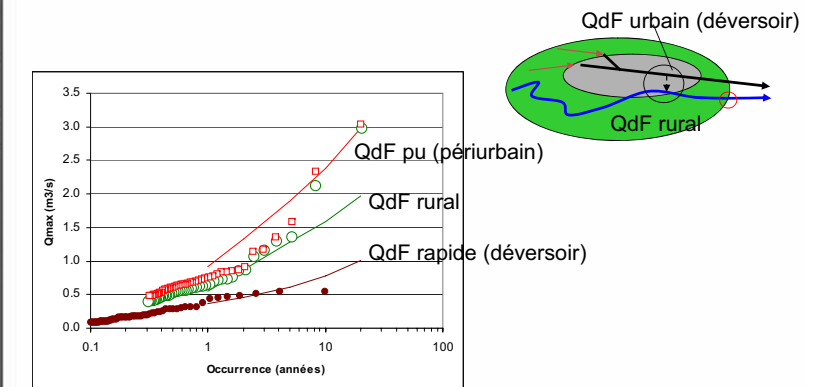 QdF urbain (déversoir)
QdF rural
3.5
3.0
2.5
2.0
1.5
1.0
0.5
0.0
Qmax (m3/s)
QdF pu (périurbain)
QdF rural
QdF rapide (déversoir)
0.1
1
10
100
Occurrence (années)